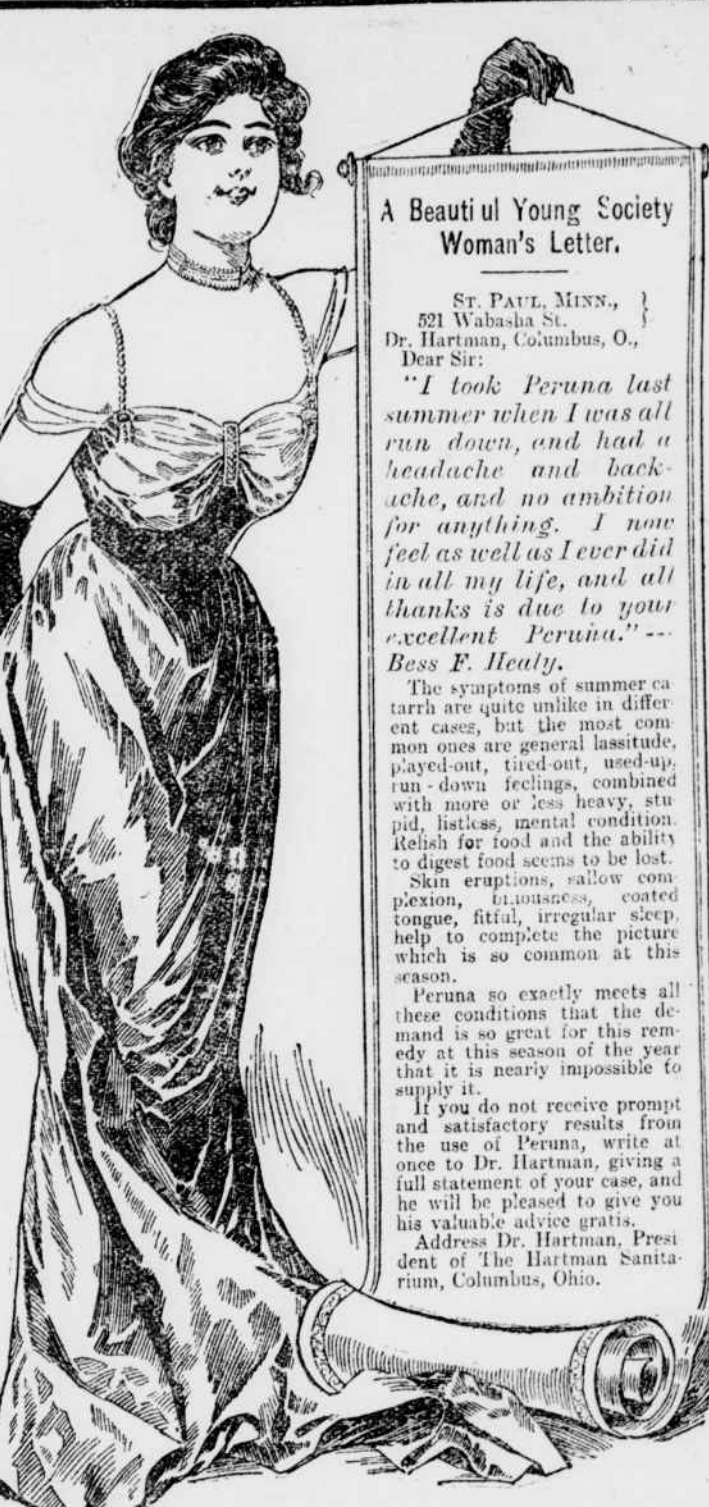 A Beauti ul Young Society
Woman's Letter.
ST. PAUL, MINN., }
521 Wabasha St. }
Dr. Hartman, Columbus, O.,
Dear Sir:
"I took Peruna last
summer when I was all
run down, and had a
headache and back-
ache, and no ambition
for anything. I now
feel as well as I ever did
in all my life, and all
thanks is due to your
excellent Peruna."---
Bess F. Healy.
The symptoms of summer ca
tarrh are quite unlike in differ
ent cases, but the most com
mon ones are general lassitude,
played-out, tired-out, used-up,
run-down feelings, combined
with more or less heavy, stu
pid, listless, mental condition.
Relish for food and the ability
to digest food seems to be lost.
Skin eruptions, sallow com
plexion, biliousness, coated
tongue, fitful, irregular sleep,
help to complete the picture
which is so common at this
season.
Peruna so exactly meets all
these conditions that the de-
mand is so great for this rem-
edy at this season of the year
that it is nearly impossible to
supply it.
If you do not receive prompt
and satisfactory results from
the use of Peruna, write at
once to Dr. Hartman, giving a
full statement of your case, and
he will be pleased to give you
his valuable advice gratis.
Address Dr. Hartman, Presi
dent of The Hartman Sanita-
rium, Columbus, Ohio.